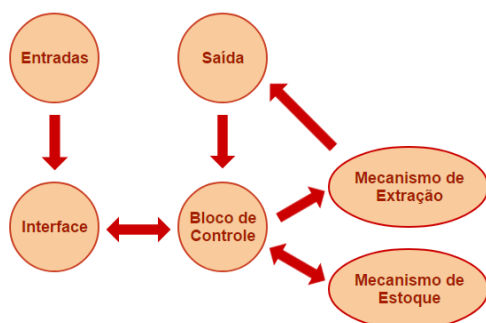 Entradas
Saída
Mecanismo de
Extração
Interface
Bloco de
Controle
Mecanismo de
Estoque